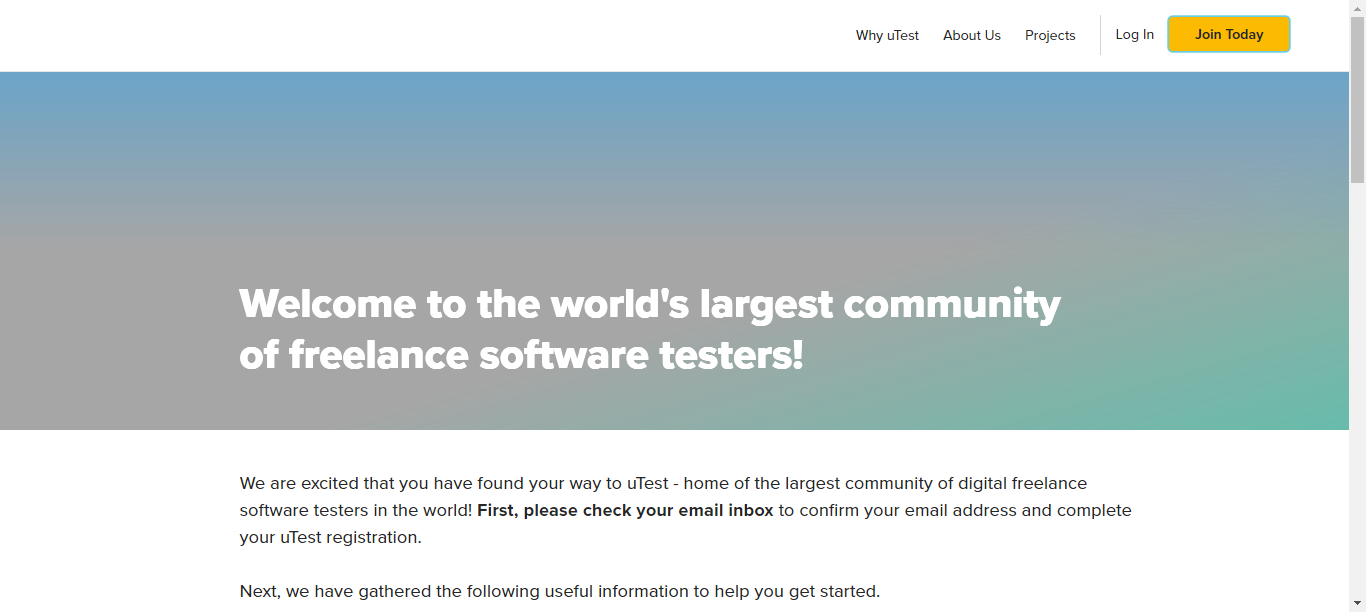 Why uTest About Us Projects Log In Join Today
Welcome to the world's largest community
of freelance software testers!
We are excited that you have found your way to uTest - home of the largest community of digital freelance
software testers in the world! First, please check your email inbox to confirm your email address and complete
your uTest registration.
Next, we have gathered the following useful information to help you get started.